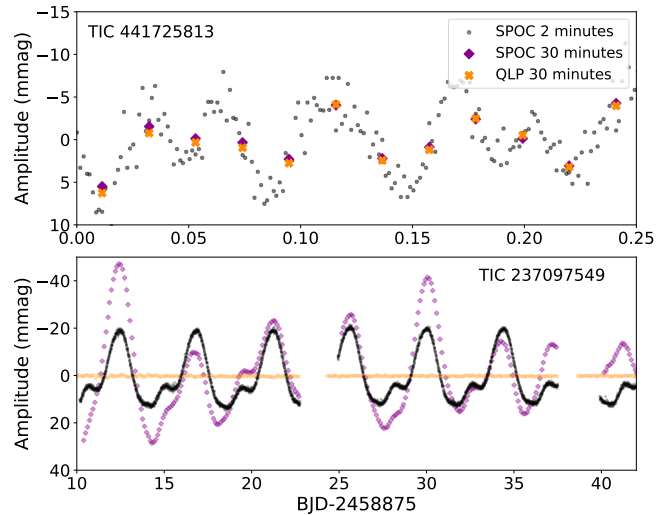 TIC 441725813
SPOC 2 minutes
SPOC 30 minutes
QLP 30 minutes
Amplitude (mmag)
−15
−10
−5
0
5
10
0.00 0.05 0.10 0.15 0.20 0.25
TIC 237097549
Amplitude (mmag)
−40
−20
0
20
40
10 15 20 25 30 35 40
BJD-2458875